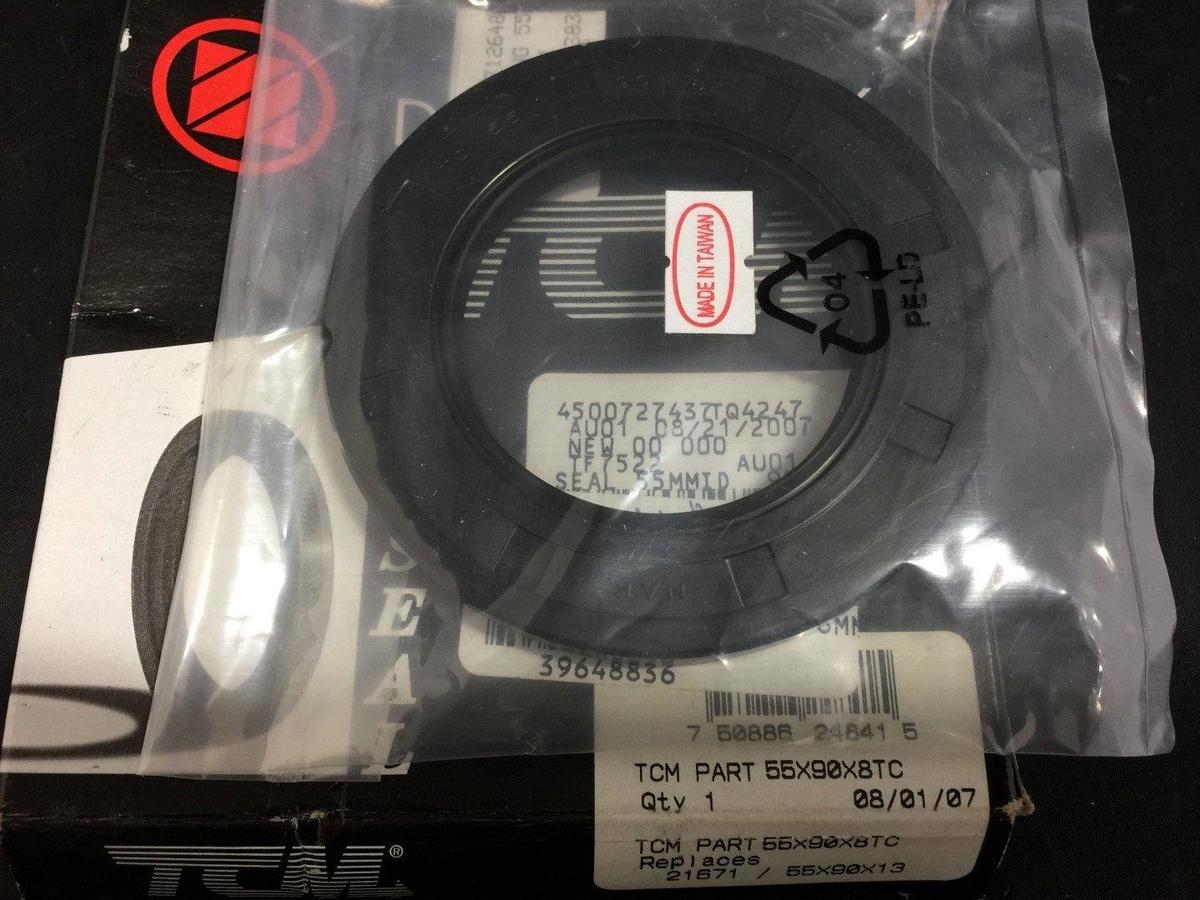 TCM
MADE IN TAIWAN
04
PE-LD
4500727437TQ4247
AU01 08/21/2007
NEW 00 000
TF7522 AU01
SEAL 55MMID
SEAL
39648836
7 50886 24841 5
TCM PART 55X90X8TC
Qty 1 08/01/07
TCM PART 55X90X8TC
Replaces
21671 / 55X90X13
TCM®